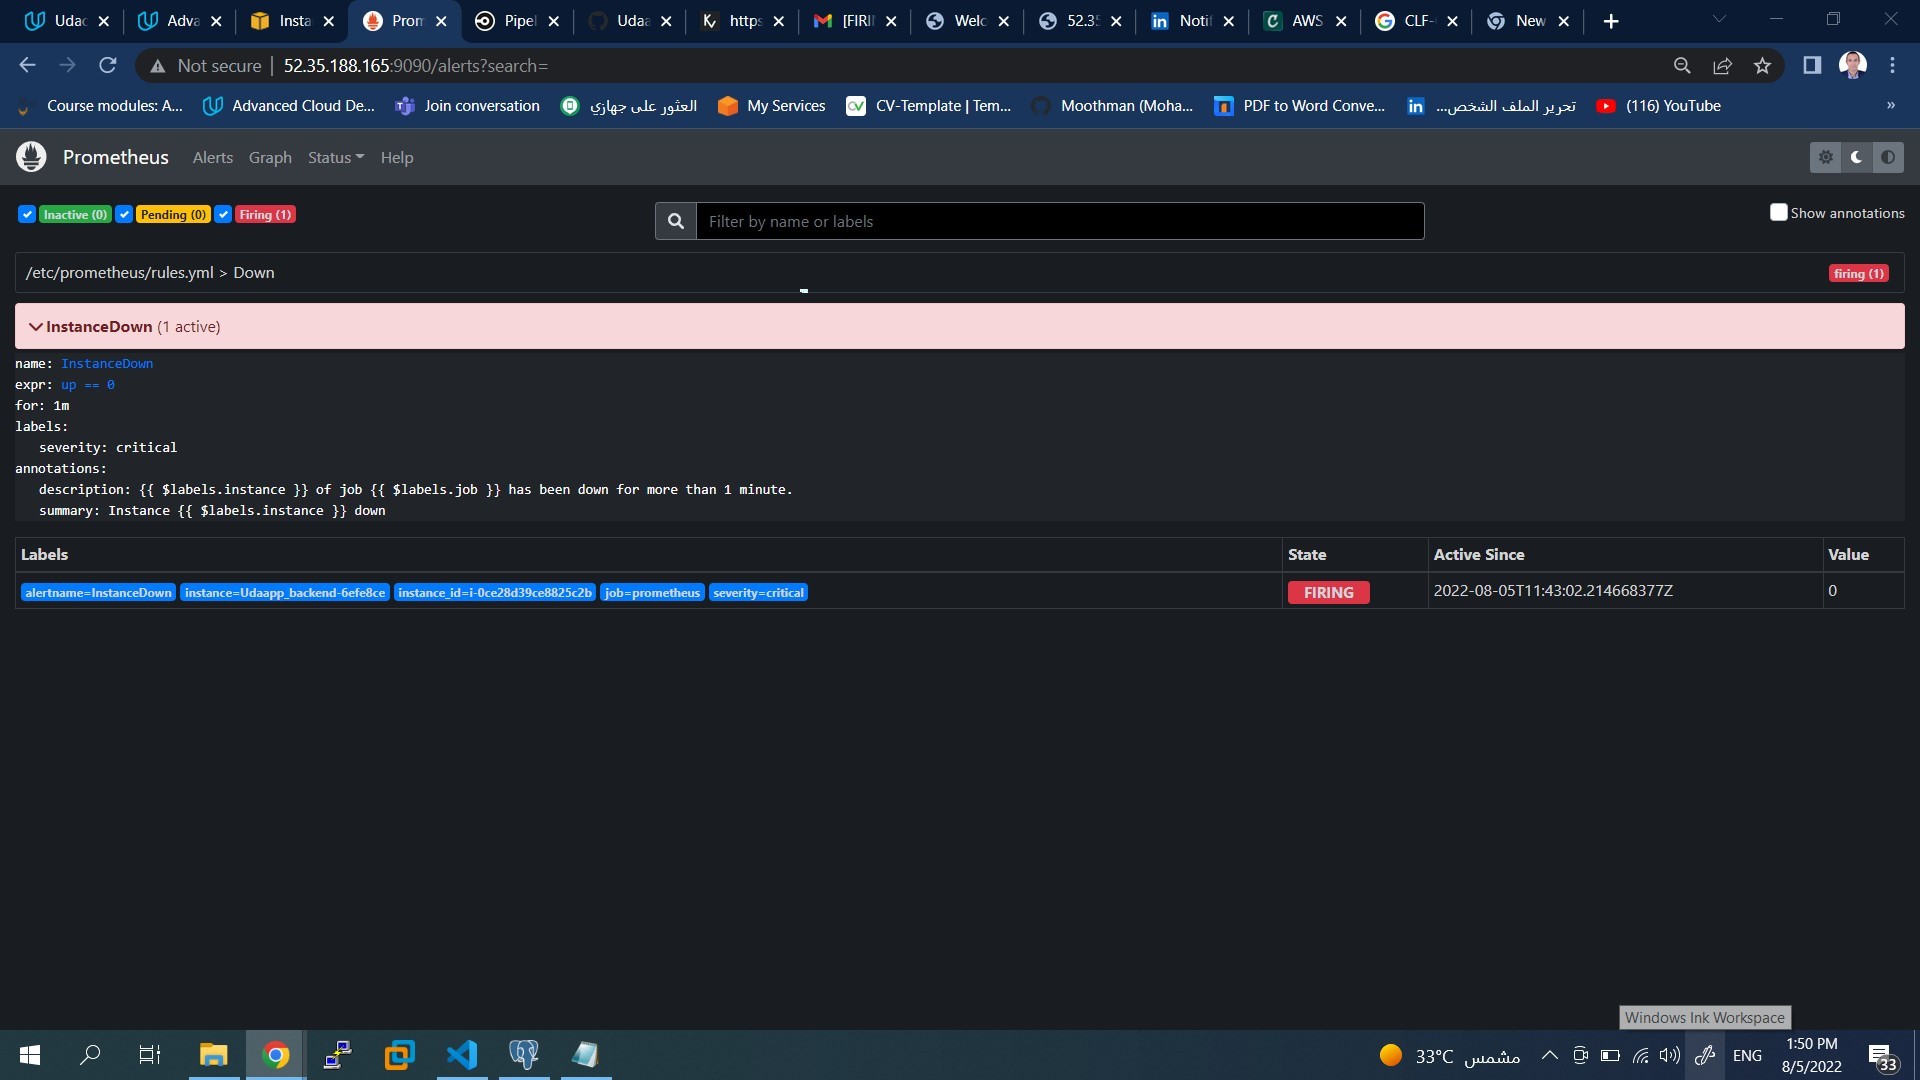 Udac Adva Insta Prom Pipel Udaa https [FIRI Welc 52.35 Notif AWS CLF- New
Not secure | 52.35.188.165:9090/alerts?search=
Course modules: A... Advanced Cloud De... Join conversation العثور على جهازي My Services CV-Template | Tem... Moothman (Moha... PDF to Word Conve... تحرير الملف الشخص... (116) YouTube »
Prometheus Alerts Graph Status Help
Inactive (0) Pending (0) Firing (1) Filter by name or labels Show annotations
/etc/prometheus/rules.yml > Down firing (1)
InstanceDown (1 active)
name: InstanceDown
expr: up == 0
for: 1m
labels:
severity: critical
annotations:
description: {{ $labels.instance }} of job {{ $labels.job }} has been down for more than 1 minute.
summary: Instance {{ $labels.instance }} down
Labels State Active Since Value
alertname=InstanceDown instance=Udaapp_backend-6efe8ce instance_id=i-0ce28d39ce8825c2b job=prometheus severity=critical FIRING 2022-08-05T11:43:02.214668377Z 0
Windows Ink Workspace
33°C مشمس ENG 1:50 PM
8/5/2022 33